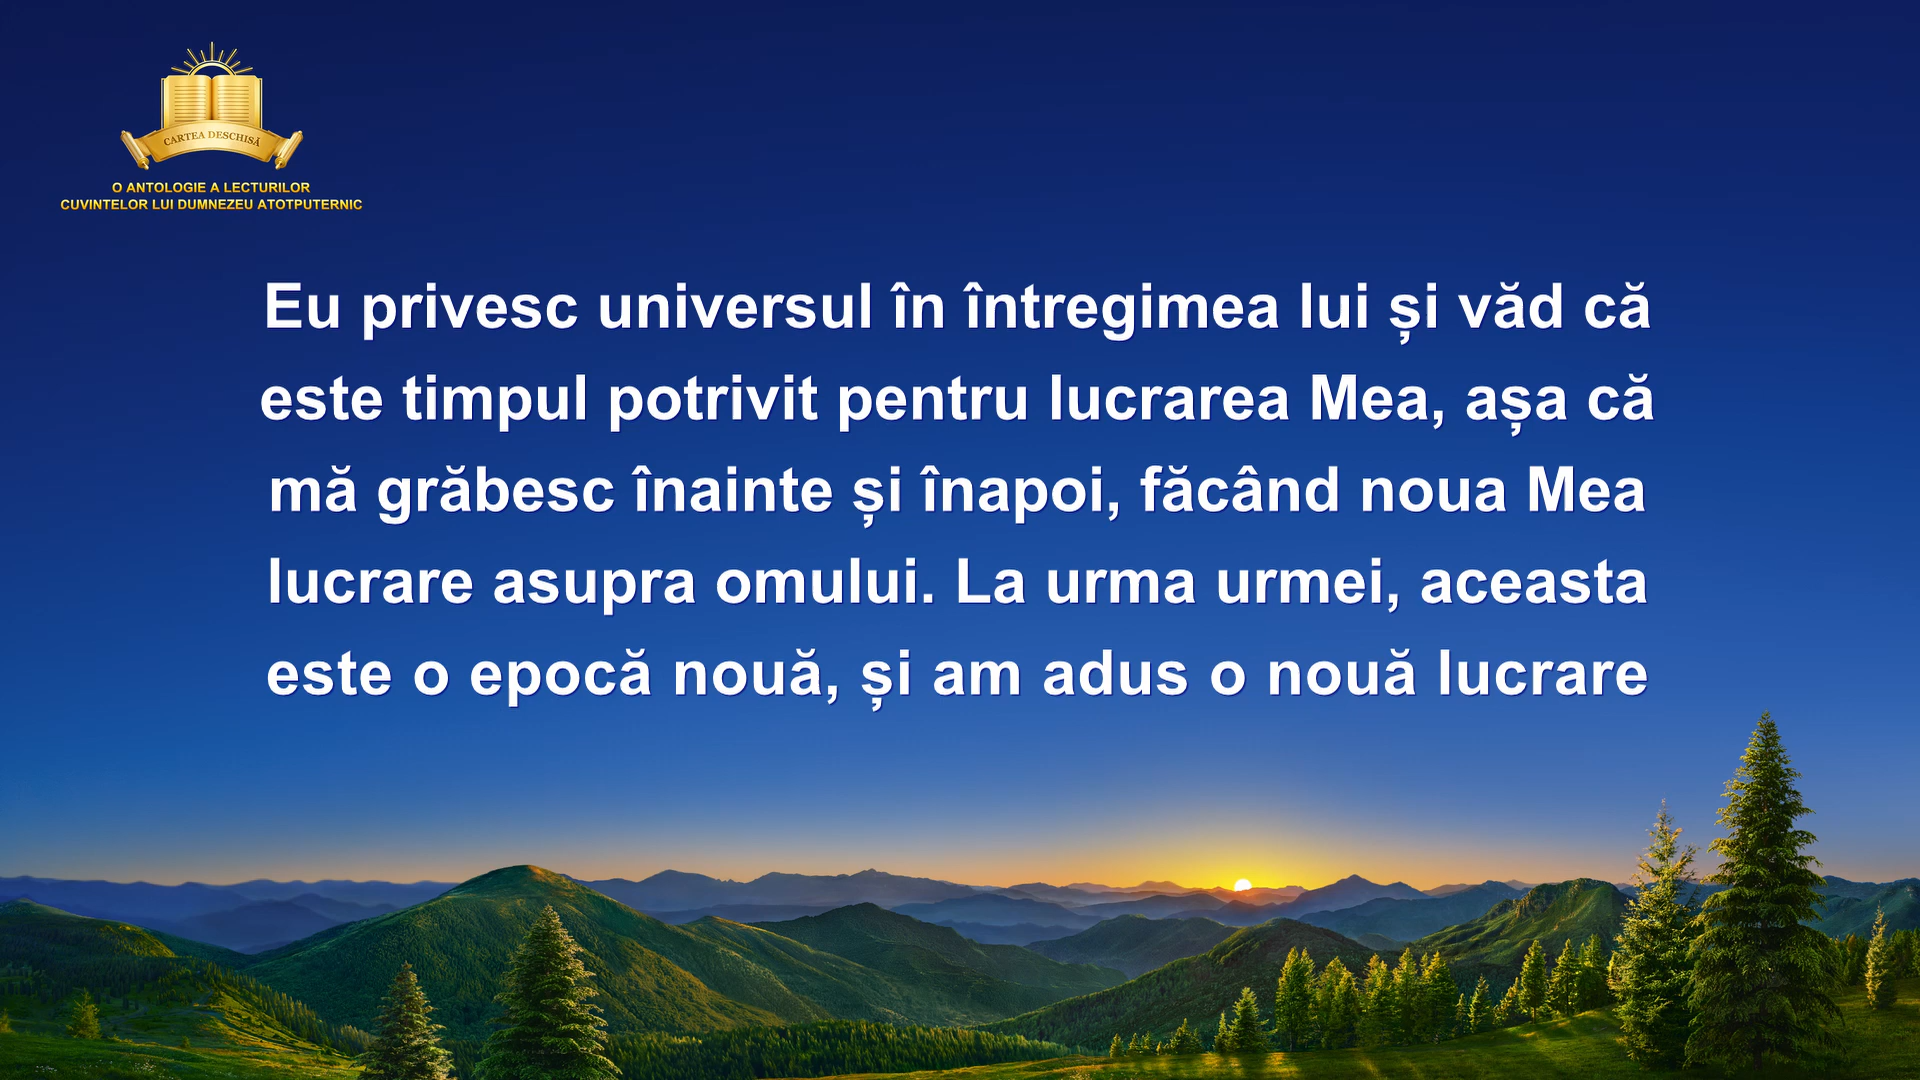 CARTEA DESCHISĂ
O ANTOLOGIE A LECTURILOR
CUVINTELOR LUI DUMNEZEU ATOTPUTERNIC
Eu privesc universul în întregimea lui și văd că
este timpul potrivit pentru lucrarea Mea, așa că
mă grăbesc înainte și înapoi, făcând noua Mea
lucrare asupra omului. La urma urmei, aceasta
este o epocă nouă, și am adus o nouă lucrare